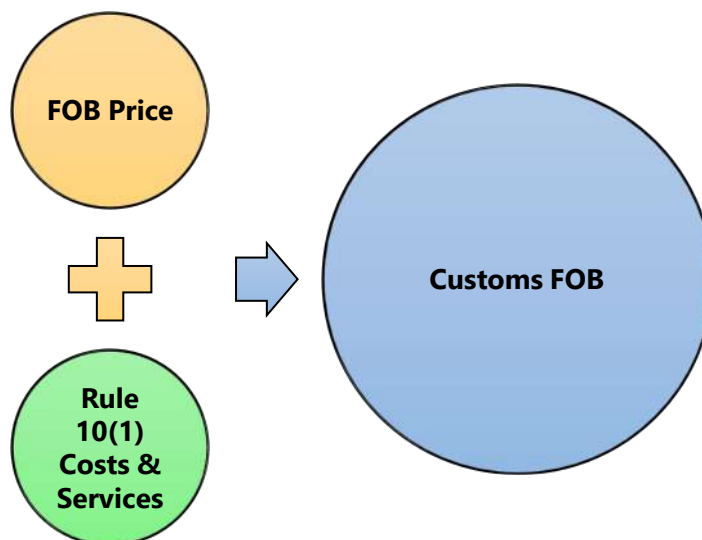 FOB Price
Rule
10(1)
Costs &
Services
Customs FOB